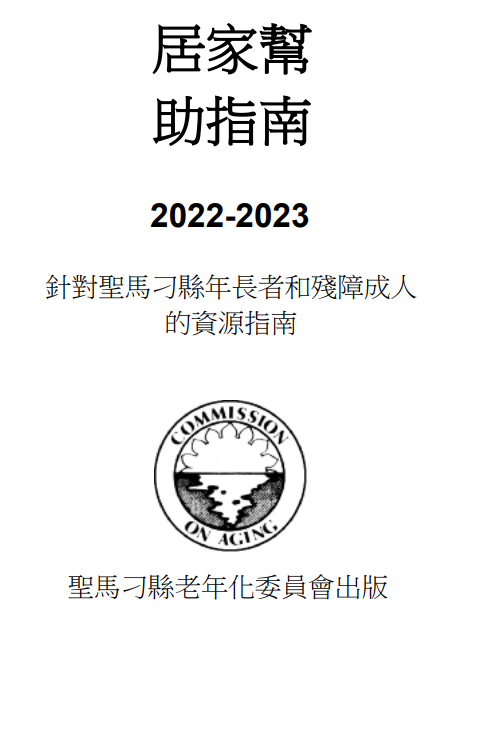 居家幫
助指南
2022-2023
針對聖馬刁縣年長者和殘障成人
的資源指南
COMMISSION
ON AGING
聖馬刁縣老年化委員會出版